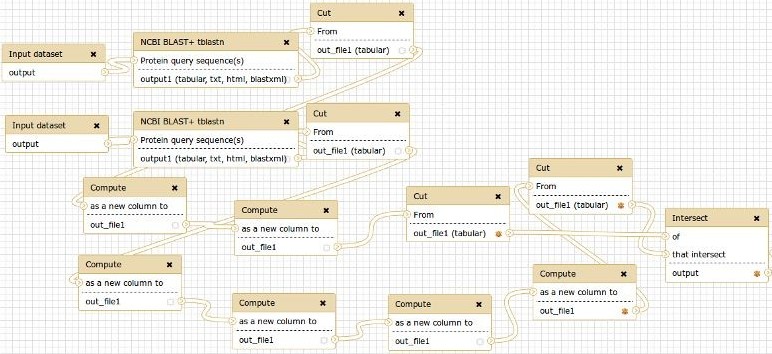 Cut
From
out_file1 (tabular)
Input dataset
output
NCBI BLAST+ tblastn
Protein query sequence(s)
output1 (tabular, txt, html, blastxml)
Input dataset
output
NCBI BLAST+ tblastn
Protein query sequence(s)
output1 (tabular, txt, html, blastxml)
Cut
From
out_file1 (tabular)
Compute
as a new column to
out_file1
Compute
as a new column to
out_file1
Cut
From
out_file1 (tabular)
Cut
From
out_file1 (tabular)
Intersect
of
that intersect
output
Compute
as a new column to
out_file1
Compute
as a new column to
out_file1
Compute
as a new column to
out_file1
Compute
as a new column to
out_file1